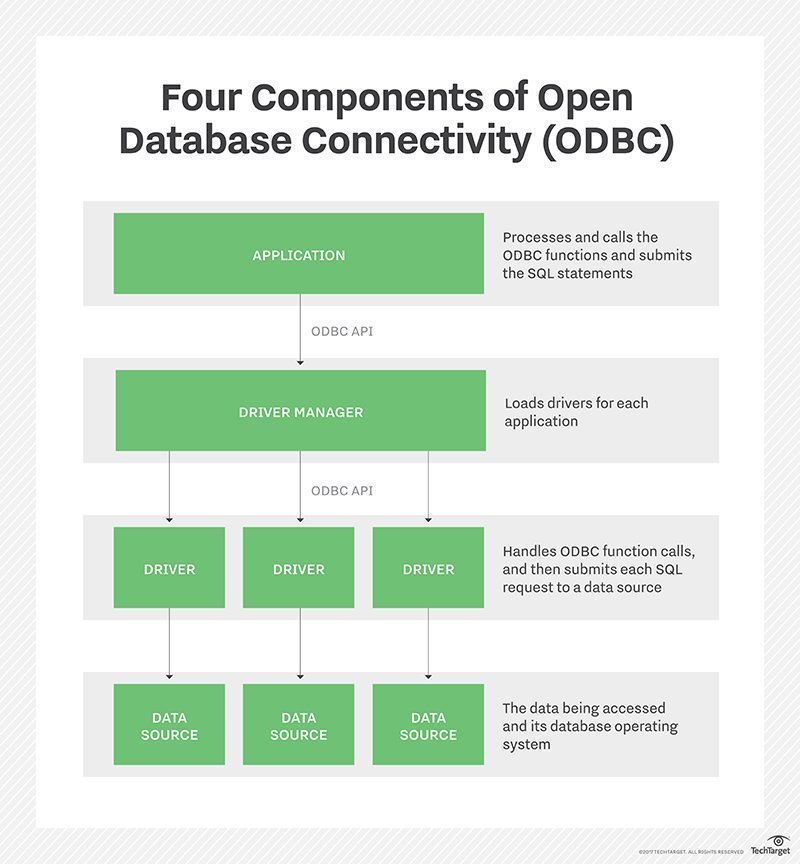 Four Components of Open
Database Connectivity (ODBC)
APPLICATION
Processes and calls the
ODBC functions and submits
the SQL statements
ODBC API
DRIVER MANAGER
Loads drivers for each
application
ODBC API
DRIVER
DRIVER
DRIVER
Handles ODBC function calls,
and then submits each SQL
request to a data source
DATA
SOURCE
DATA
SOURCE
DATA
SOURCE
The data being accessed
and its database operating
system
©2017 TECHTARGET. ALL RIGHTS RESERVED
TechTarget